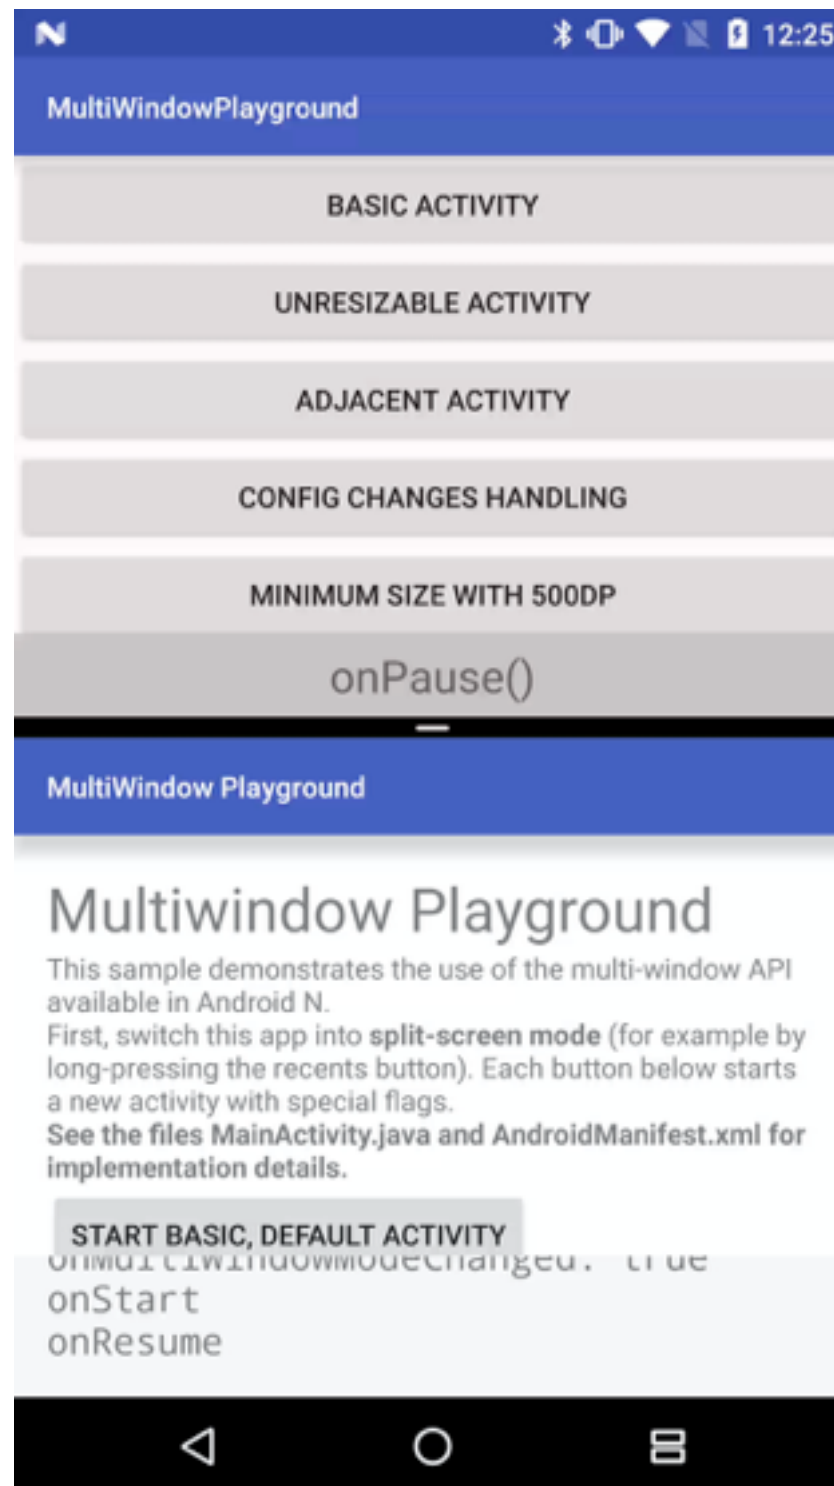 12:25
MultiWindowPlayground
BASIC ACTIVITY
UNRESIZABLE ACTIVITY
ADJACENT ACTIVITY
CONFIG CHANGES HANDLING
MINIMUM SIZE WITH 500DP
onPause()
MultiWindow Playground
Multiwindow Playground
This sample demonstrates the use of the multi-window API
available in Android N.
First, switch this app into split-screen mode (for example by
long-pressing the recents button). Each button below starts
a new activity with special flags.
See the files MainActivity.java and AndroidManifest.xml for
implementation details.
START BASIC, DEFAULT ACTIVITY
onMultiWindowModeChanged: true
onStart
onResume